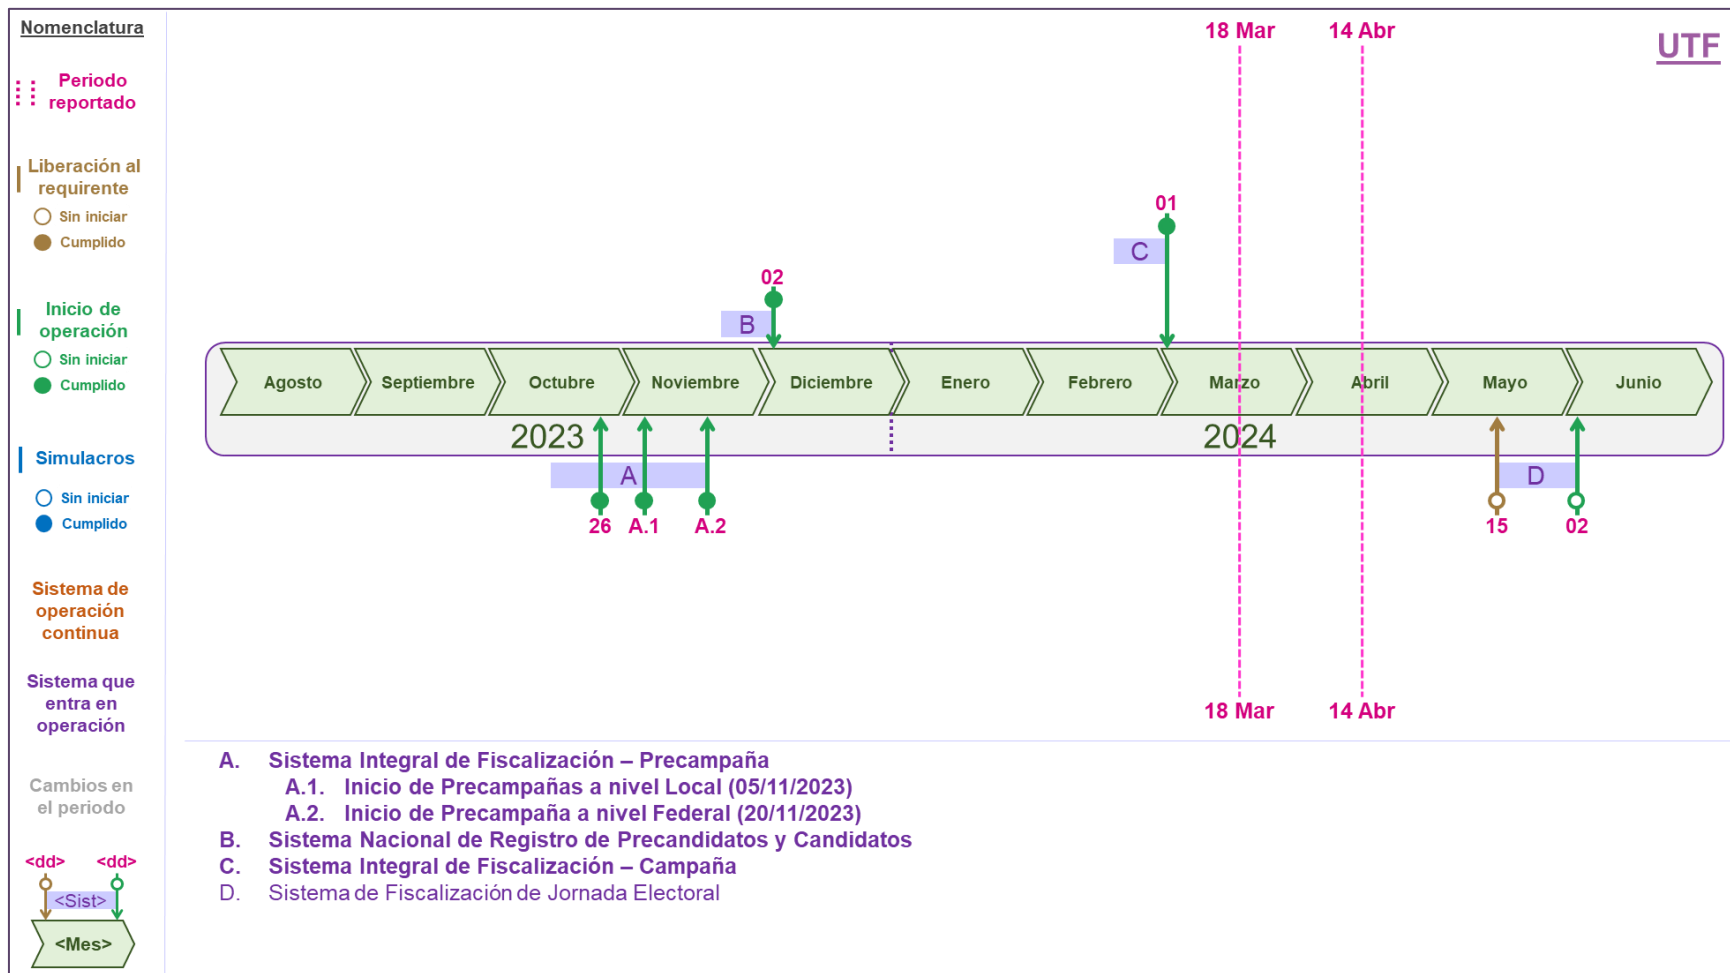 Nomenclatura
Periodo
reportado
Liberación al
requirente
Sin iniciar
Cumplido
Inicio de
operación
Sin iniciar
Cumplido
Simulacros
Sin iniciar
Cumplido
Sistema de
operación
continua
Sistema que
entra en
operación
Cambios en
el periodo
<dd> <dd>
<Sist>
<Mes>
18 Mar 14 Abr
UTF
01
C
02
B
Agosto Septiembre Octubre Noviembre Diciembre Enero Febrero Marzo Abril Mayo Junio
2023 2024
A D
26 A.1 A.2 15 02
18 Mar 14 Abr
A. Sistema Integral de Fiscalización – Precampaña
A.1. Inicio de Precampañas a nivel Local (05/11/2023)
A.2. Inicio de Precampaña a nivel Federal (20/11/2023)
B. Sistema Nacional de Registro de Precandidatos y Candidatos
C. Sistema Integral de Fiscalización – Campaña
D. Sistema de Fiscalización de Jornada Electoral